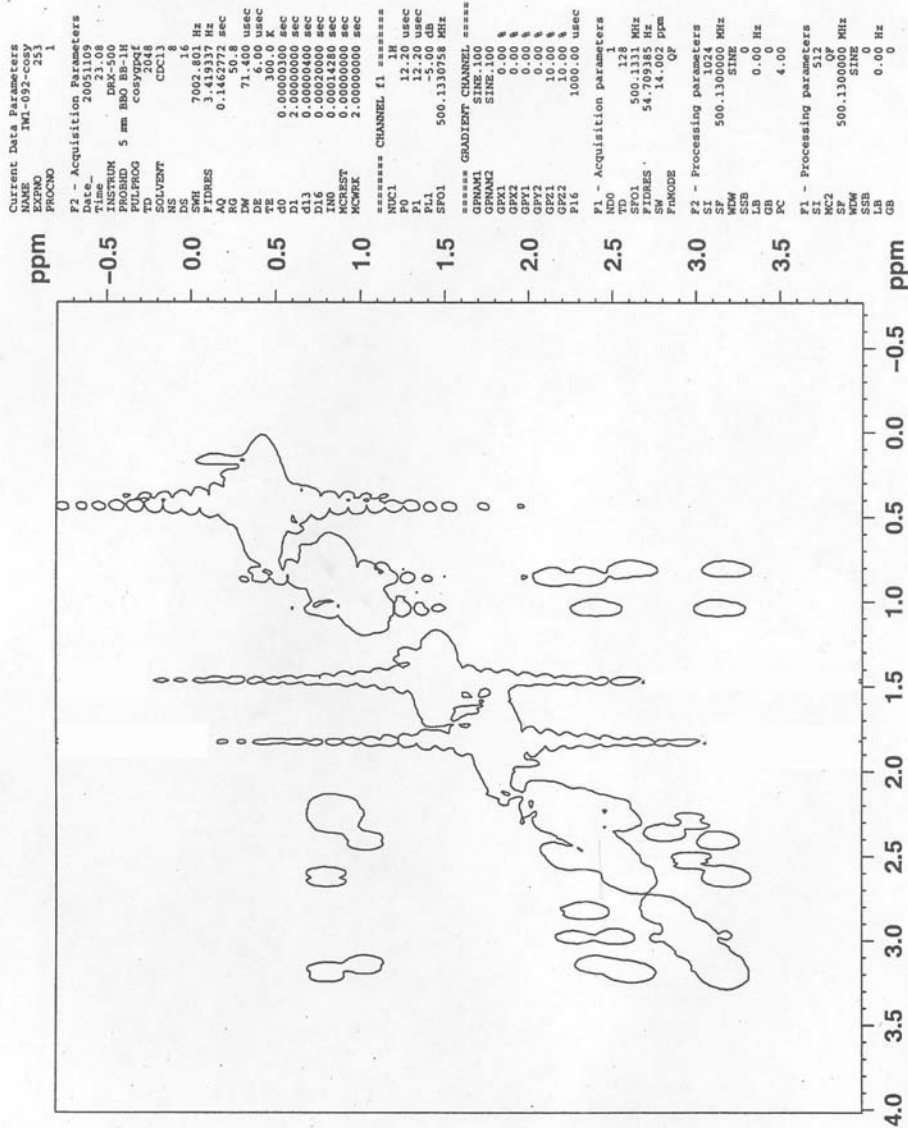 Current Data Parameters
NAME IW1-092-cosy
EXPNO 253
PROCNO 1
F2 - Acquisition Parameters
Date_ 20051109
Time 23.08
INSTRUM DRX-500
PROBHD 5 mm BBO BB-1H
PULPROG cosygpqf
TD 2048
SOLVENT CDCl3
NS 8
DS 16
SWH 7002.801 Hz
FIDRES 3.419337 Hz
AQ 0.1462772 sec
RG 50.8
DW 71.400 usec
DE 6.00 usec
TE 300.0 K
d0 0.00000300 sec
D1 2.00000000 sec
d13 0.00000400 sec
D16 0.00020000 sec
IN0 0.00014280 sec
MCREST 0.00000000 sec
MCWRK 2.00000000 sec
======== CHANNEL f1 ========
NUC1 1H
P0 12.20 usec
P1 12.20 usec
PL1 -5.00 dB
SFO1 500.1330758 MHz
====== GRADIENT CHANNEL =====
GPNAM1 SINE.100
GPNAM2 SINE.100
GPX1 0.00 %
GPX2 0.00 %
GPY1 0.00 %
GPY2 0.00 %
GPZ1 10.00 %
GPZ2 10.00 %
P16 1000.00 usec
F1 - Acquisition parameters
ND0 1
TD 128
SFO1 500.1331 MHz
FIDRES 54.709385 Hz
SW 14.002 ppm
FnMODE QF
F2 - Processing parameters
SI 1024
SF 500.1300000 MHz
WDW SINE
SSB 0
LB 0.00 Hz
GB 0
PC 4.00
F1 - Processing parameters
SI 512
MC2 QF
SF 500.1300000 MHz
WDW SINE
SSB 0
LB 0.00 Hz
GB 0
ppm
-0.5
0.0
0.5
1.0
1.5
2.0
2.5
3.0
3.5
ppm
4.0 3.5 3.0 2.5 2.0 1.5 1.0 0.5 0.0 -0.5